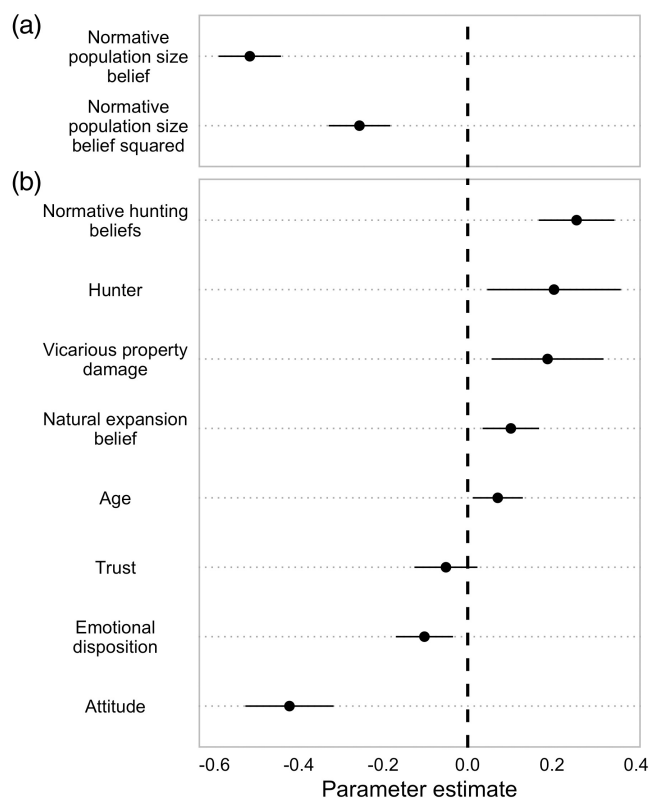 (a)
Normative
population size
belief
Normative
population size
belief squared
(b)
Normative hunting
beliefs
Hunter
Vicarious property
damage
Natural expansion
belief
Age
Trust
Emotional
disposition
Attitude
-0.6 -0.4 -0.2 0.0 0.2 0.4
Parameter estimate